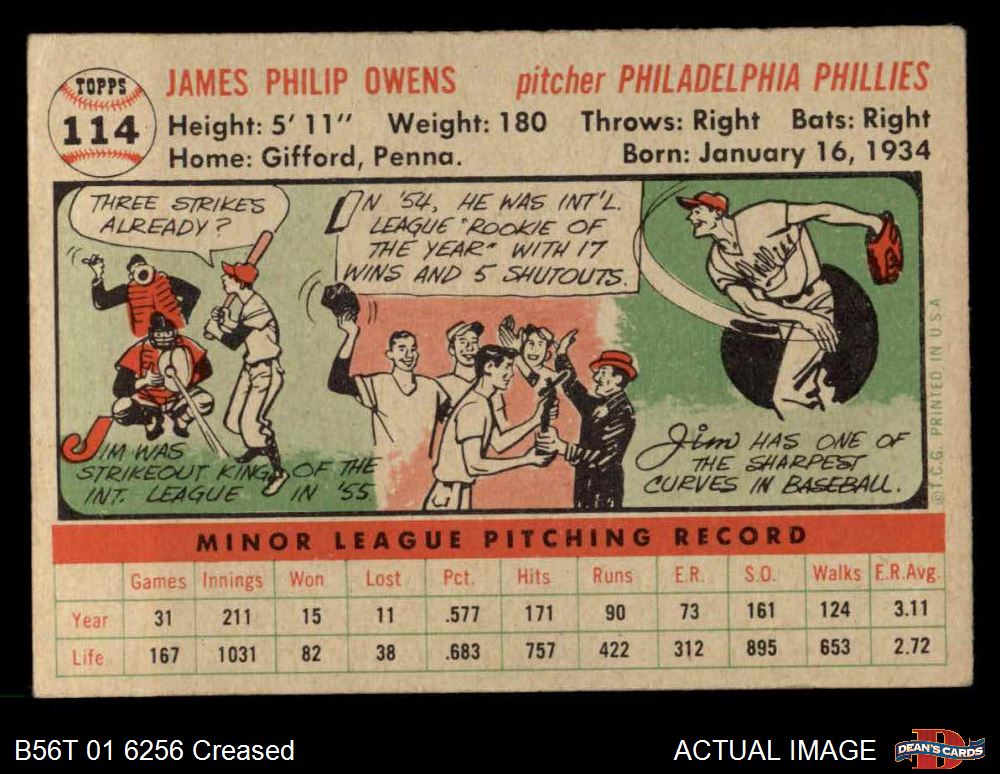 TOPPS
114
JAMES PHILIP OWENS pitcher PHILADELPHIA PHILLIES
Height: 5' 11" Weight: 180 Throws: Right Bats: Right
Home: Gifford, Penna. Born: January 16, 1934
THREE STRIKES
ALREADY?
IN '54, HE WAS INT'L.
LEAGUE "ROOKIE OF
THE YEAR" WITH 17
WINS AND 5 SHUTOUTS.
Phillies
JIM WAS
STRIKEOUT KING OF THE
INT. LEAGUE IN '55
Jim HAS ONE OF
THE SHARPEST
CURVES IN BASEBALL.
©T.C.G. PRINTED IN U.S.A.
MINOR LEAGUE PITCHING RECORD
Games Innings Won Lost Pct. Hits Runs E.R. S.O. Walks E.R.Avg.
Year 31 211 15 11 .577 171 90 73 161 124 3.11
Life 167 1031 82 38 .683 757 422 312 895 653 2.72
B56T 01 6256 Creased ACTUAL IMAGE
D
DEAN'S CARDS